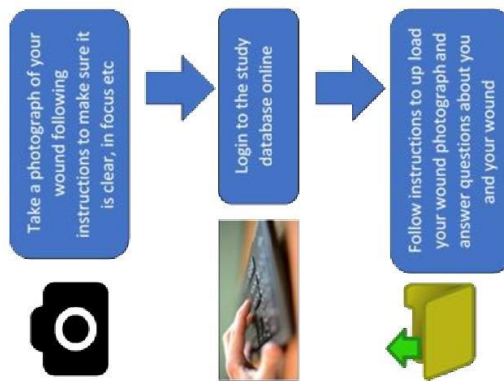 Take a photograph of your
wound following
instructions to make sure it
is clear, in focus etc
Login to the study
database online
Follow instructions to up load
your wound photograph and
answer questions about you
and your wound